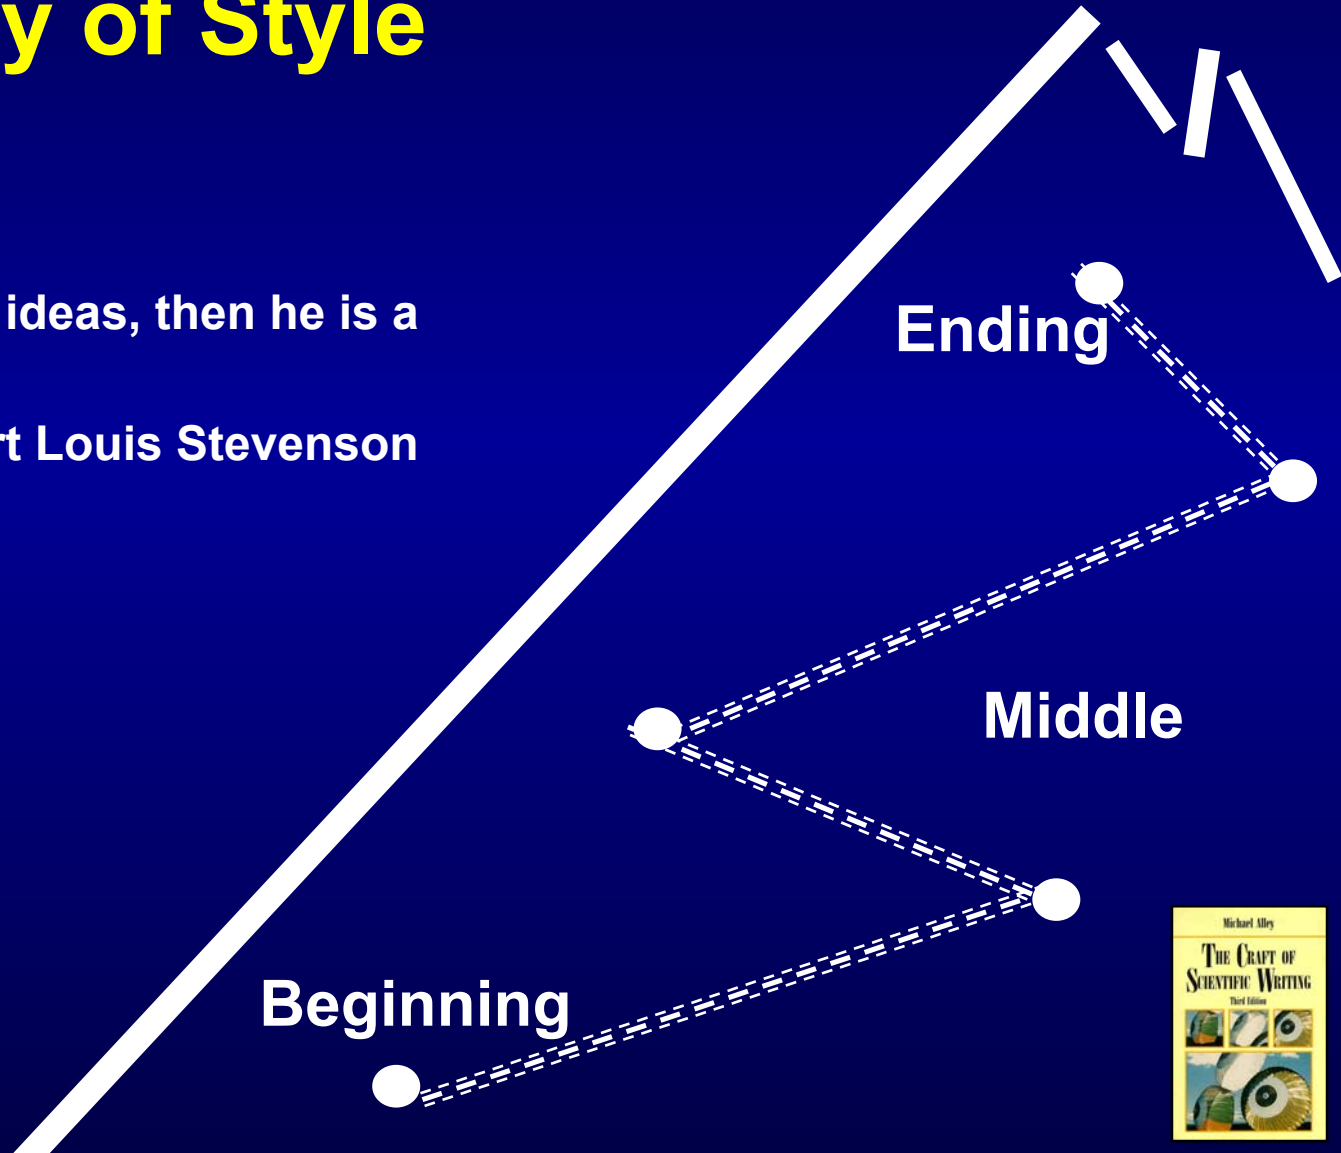 y of Style
ideas, then he is a
rt Louis Stevenson
Ending
Middle
Beginning
Michael Alley
THE CRAFT OF
SCIENTIFIC WRITING
Third Edition